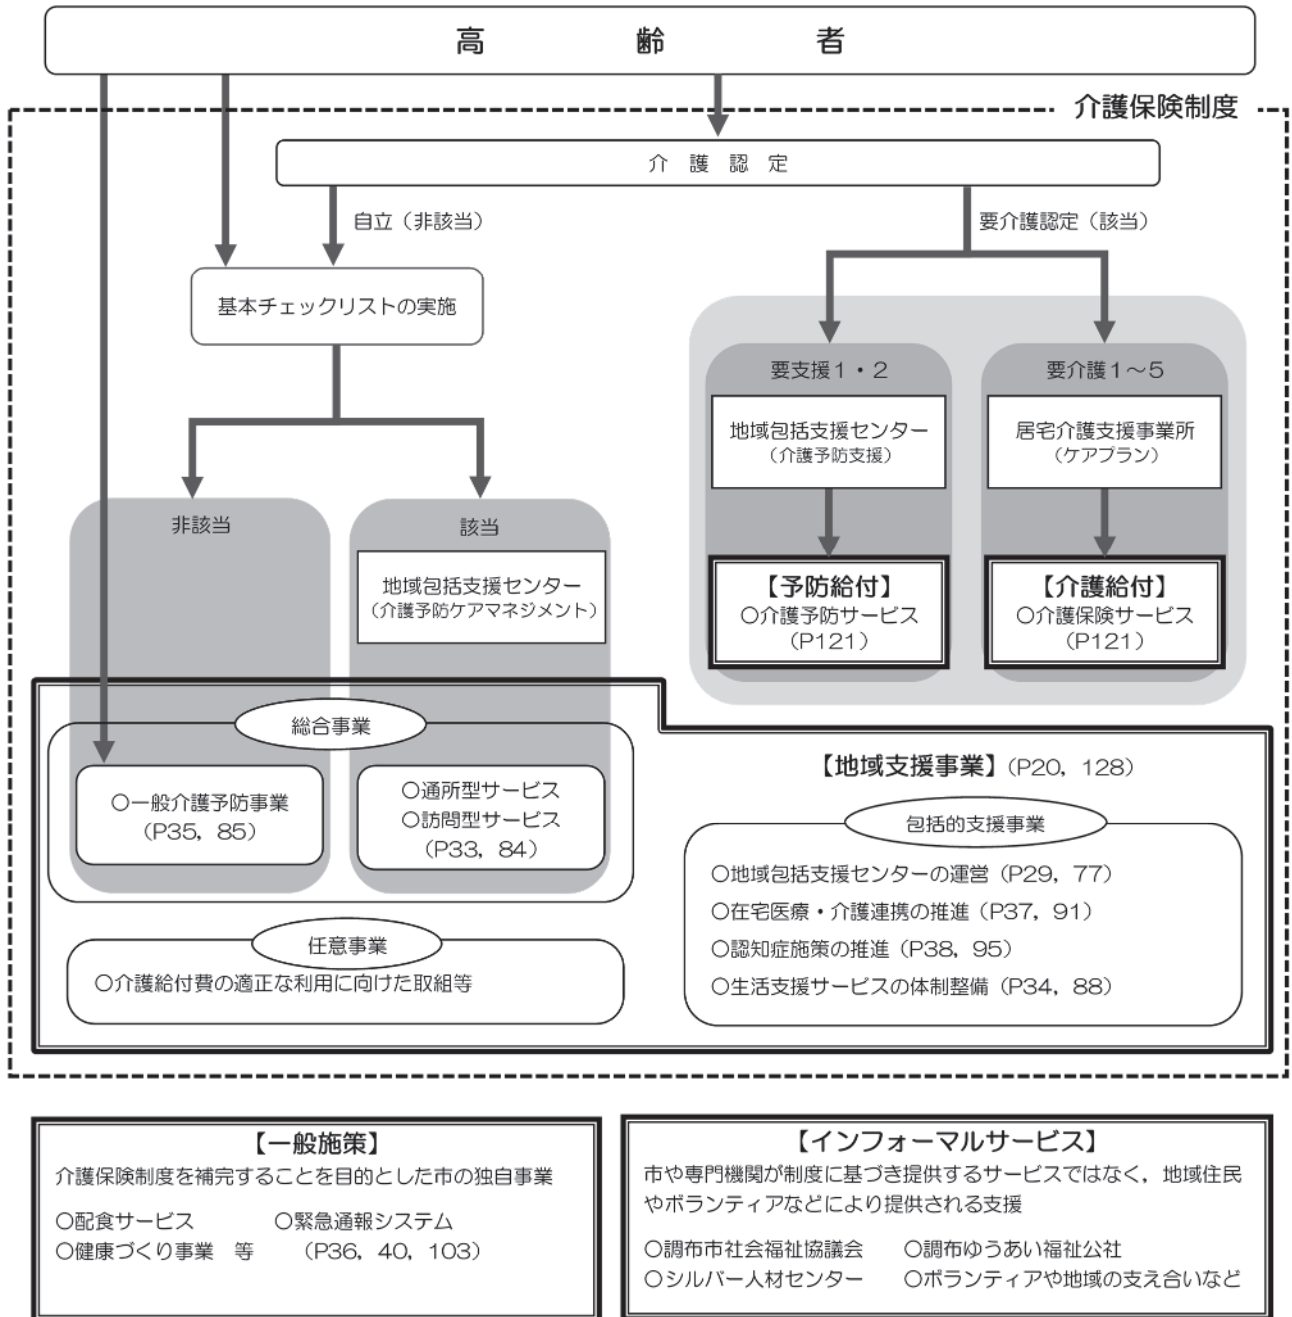 高齢者
介護保険制度
介護認定
自立（非該当）
要介護認定（該当）
基本チェックリストの実施
要支援１・２
地域包括支援センター
（介護予防支援）
【予防給付】
○介護予防サービス
（P121）
要介護１～５
居宅介護支援事業所
（ケアプラン）
【介護給付】
○介護保険サービス
（P121）
非該当
該当
地域包括支援センター
（介護予防ケアマネジメント）
総合事業
○一般介護予防事業
（P35，85）
○通所型サービス
○訪問型サービス
（P33，84）
任意事業
○介護給付費の適正な利用に向けた取組等
【地域支援事業】（P20，128）
包括的支援事業
○地域包括支援センターの運営（P29，77）
○在宅医療・介護連携の推進（P37，91）
○認知症施策の推進（P38，95）
○生活支援サービスの体制整備（P34，88）
【一般施策】
介護保険制度を補完することを目的とした市の独自事業
○配食サービス　○緊急通報システム
○健康づくり事業　等　（P36，40，103）
【インフォーマルサービス】
市や専門機関が制度に基づき提供するサービスではなく，地域住民
やボランティアなどにより提供される支援
○調布市社会福祉協議会　○調布ゆうあい福祉公社
○シルバー人材センター　○ボランティアや地域の支え合いなど